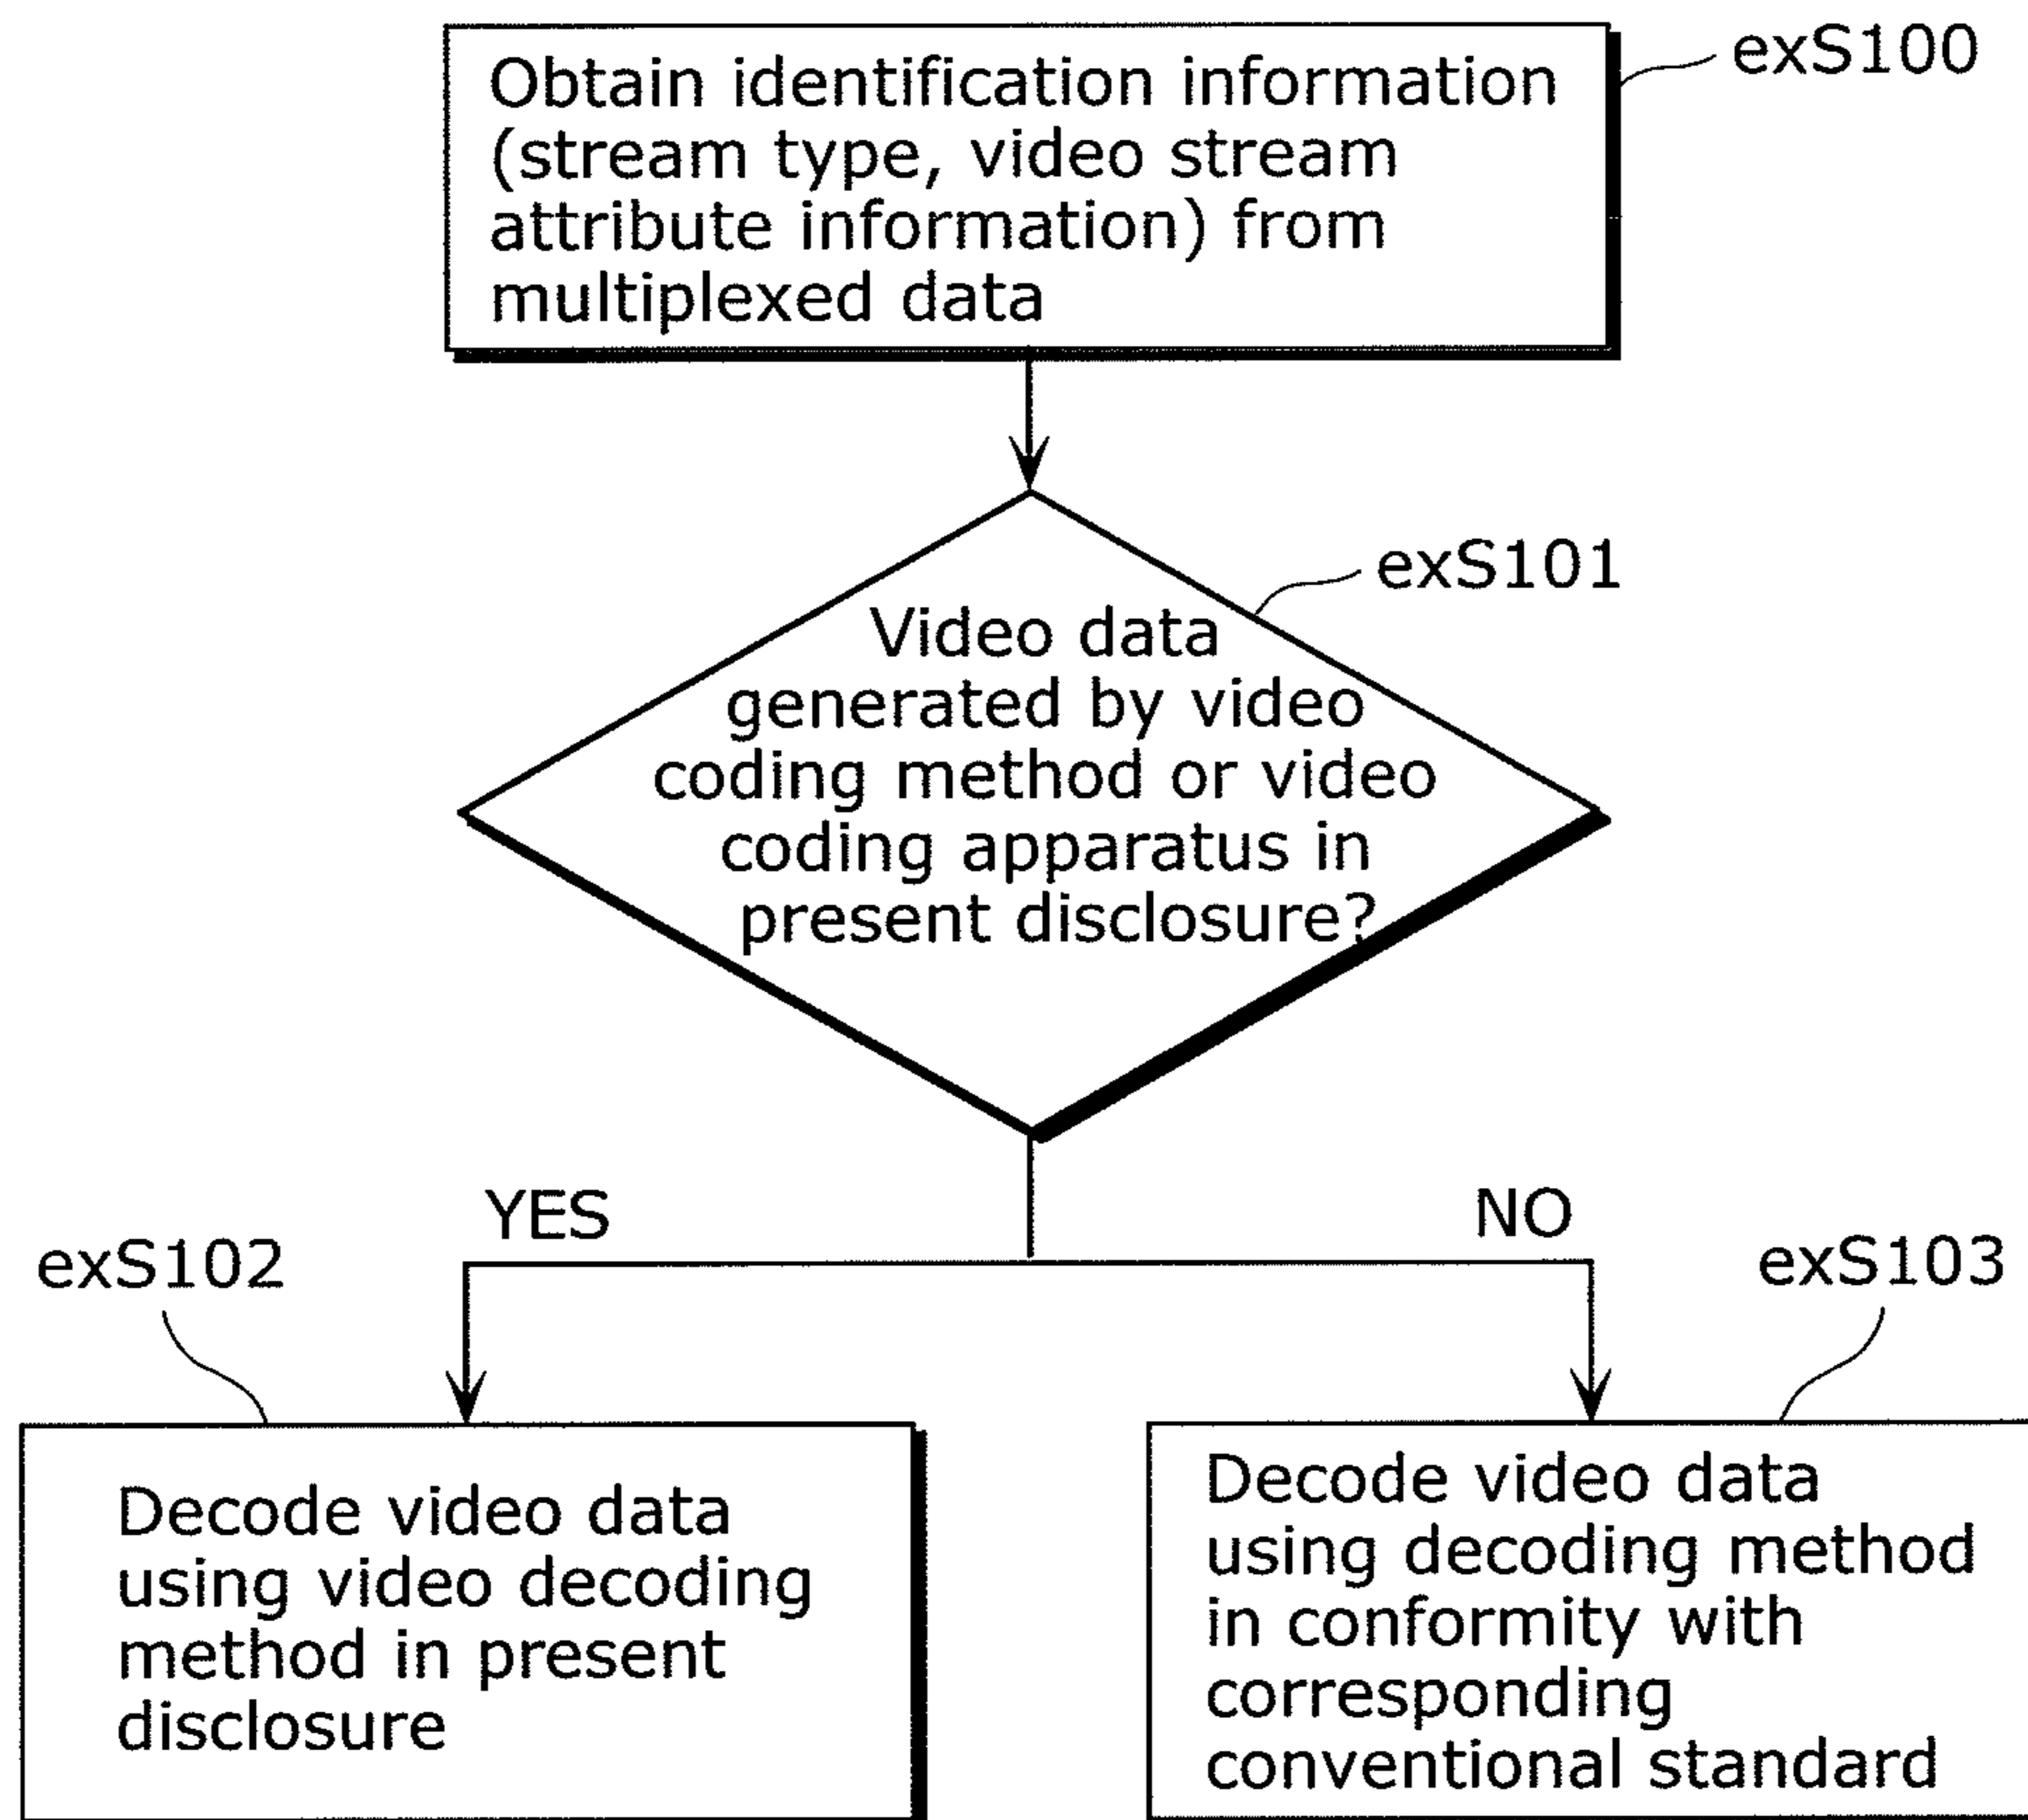 exS100
Obtain identification information
(stream type, video stream
attribute information) from
multiplexed data
exS101
Video data
generated by video
coding method or video
coding apparatus in
present disclosure?
YES
NO
exS102
exS103
Decode video data
using video decoding
method in present
disclosure
Decode video data
using decoding method
in conformity with
corresponding
conventional standard